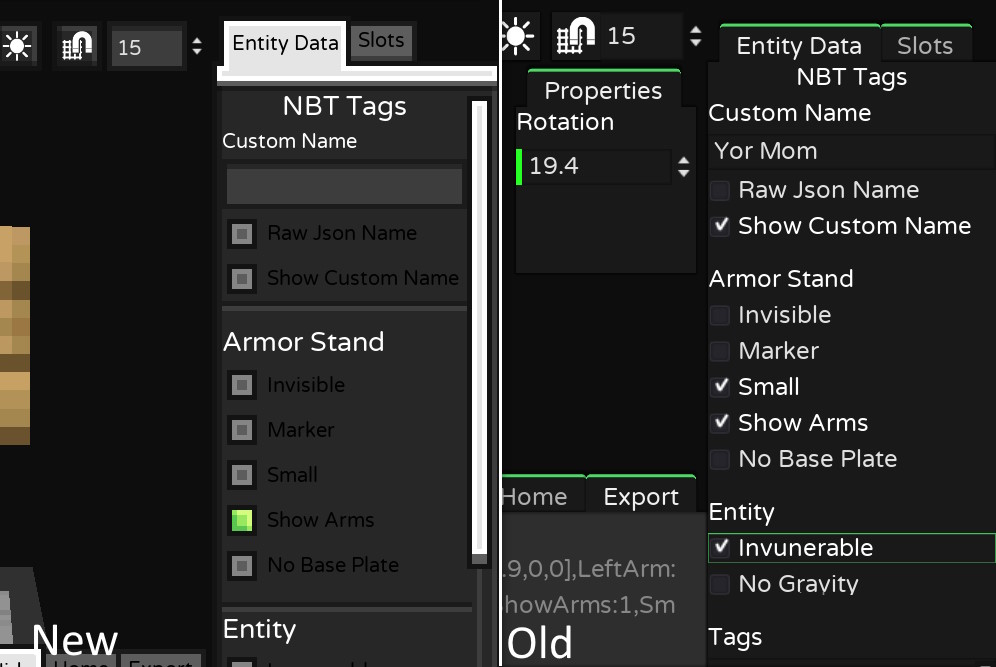 15
Entity Data
Slots
NBT Tags
Custom Name
Raw Json Name
Show Custom Name
Armor Stand
Invisible
Marker
Small
Show Arms
No Base Plate
Entity
New
Home
Export
15
Properties
Rotation
19.4
Home
Export
.9,0,0],LeftArm:
howArms:1,Sm
Old
Entity Data
Slots
NBT Tags
Custom Name
Yor Mom
Raw Json Name
Show Custom Name
Armor Stand
Invisible
Marker
Small
Show Arms
No Base Plate
Entity
Invunerable
No Gravity
Tags